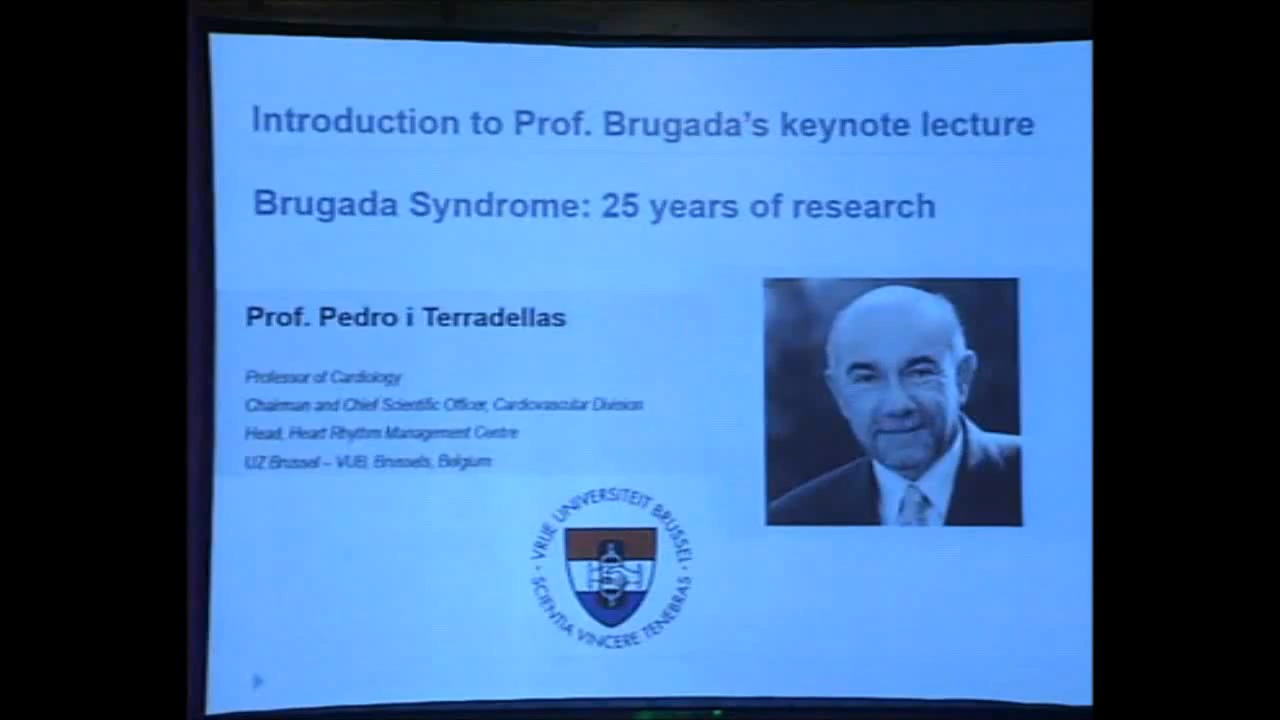 Introduction to Prof. Brugada's keynote lecture
Brugada Syndrome: 25 years of research
Prof. Pedro i Terradellas
Professor of Cardiology
Chairman and Chief Scientific Officer, Cardiovascular Division
Head, Heart Rhythm Management Centre
UZ Brussel – VUB, Brussels, Belgium
VRIJE UNIVERSITEIT BRUSSEL
SCIENTIA VINCERE TENEBRAS